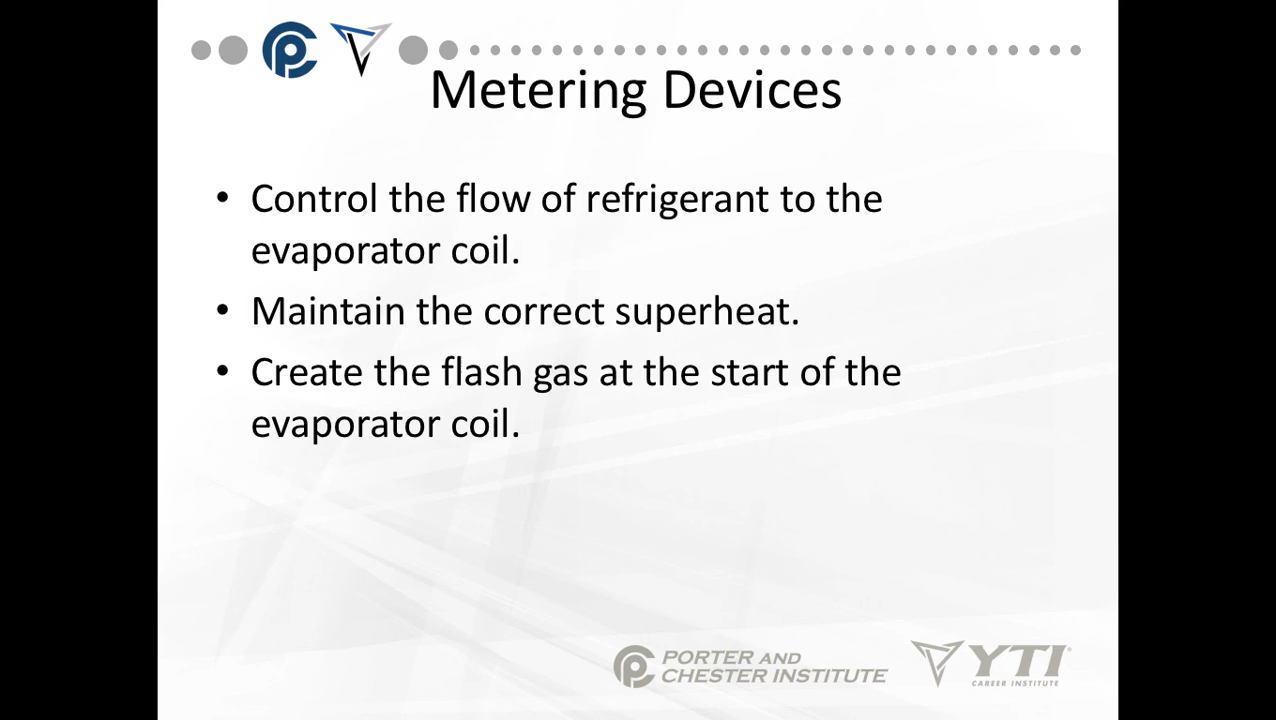 Metering Devices
• Control the flow of refrigerant to the
evaporator coil.
• Maintain the correct superheat.
• Create the flash gas at the start of the
evaporator coil.
PORTER AND
CHESTER INSTITUTE
YTI
CAREER INSTITUTE